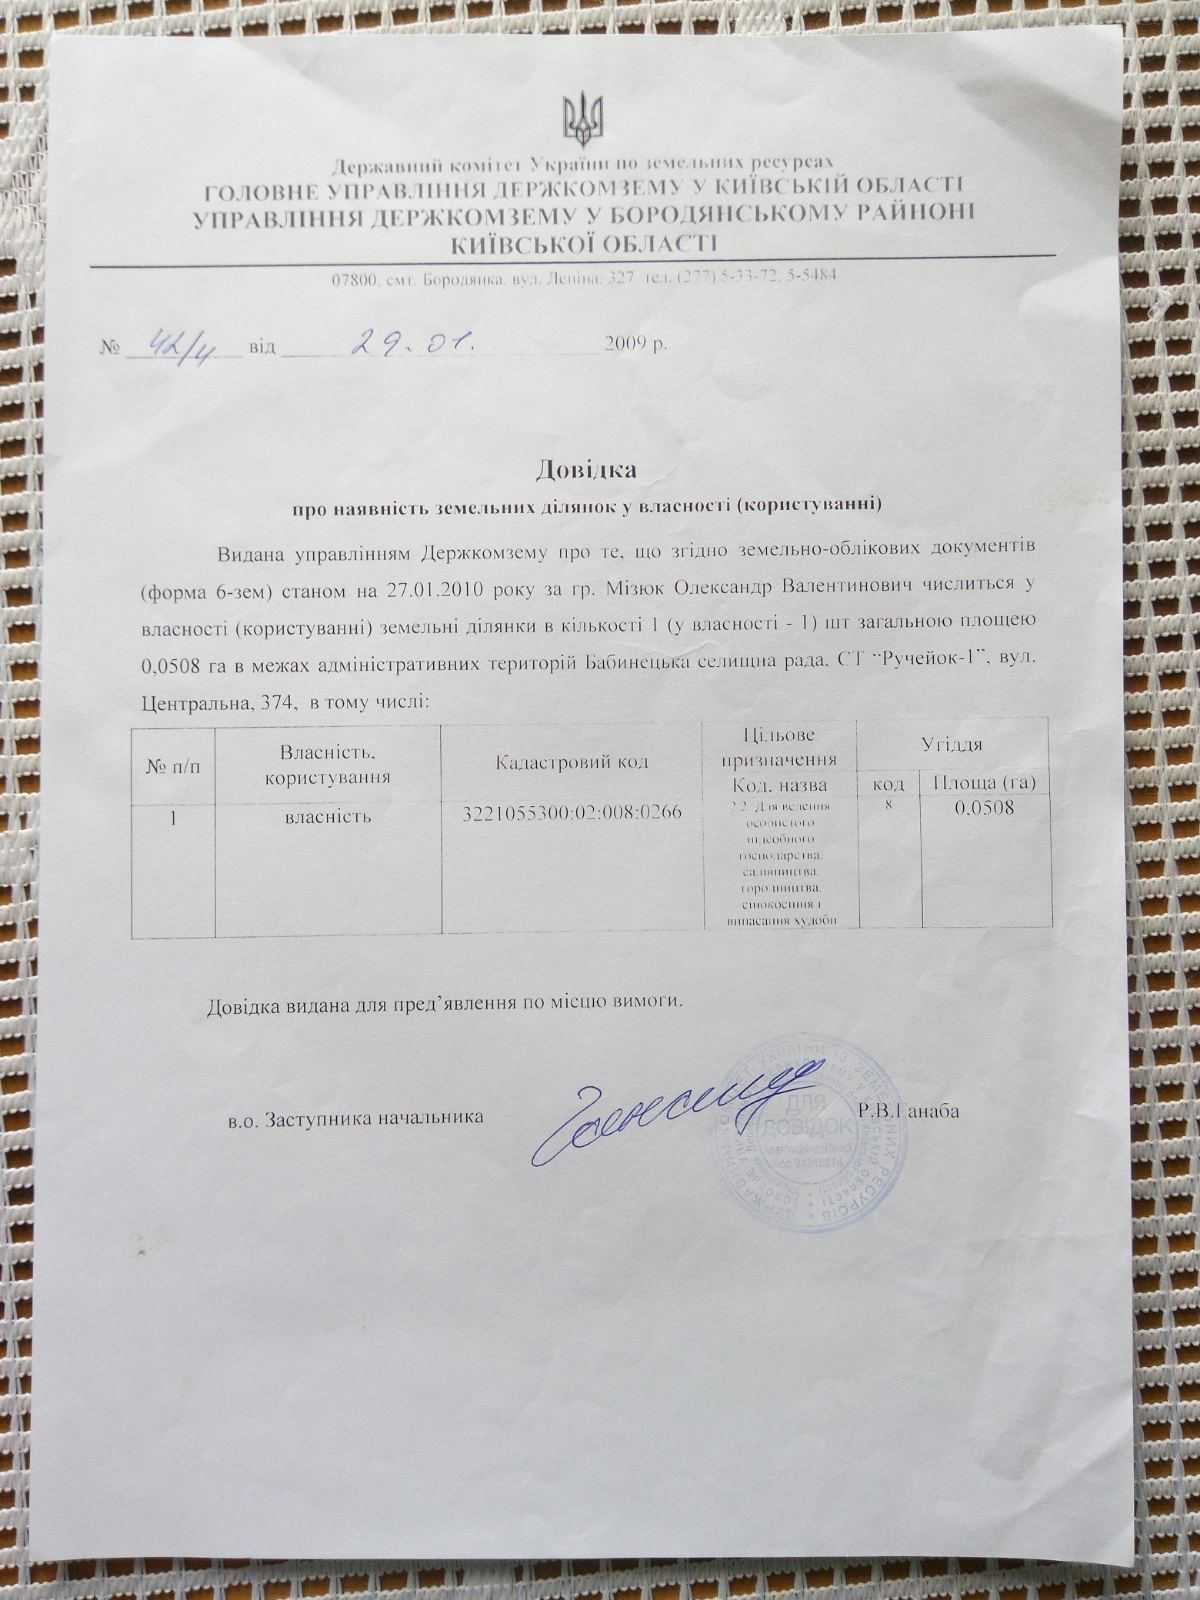 Державний комітет України по земельних ресурсах
ГОЛОВНЕ УПРАВЛІННЯ ДЕРЖКОМЗЕМУ У КИЇВСЬКІЙ ОБЛАСТІ
УПРАВЛІННЯ ДЕРЖКОМЗЕМУ У БОРОДЯНСЬКОМУ РАЙНОНІ
КИЇВСЬКОЇ ОБЛАСТІ
07800, смт. Бородянка, вул. Леніна, 327 тел. (277) 5-33-72, 5-5484
№ 42/4 від 29.01. 2009 р.
Довідка
про наявність земельних ділянок у власності (користуванні)
Видана управлінням Держкомзему про те, що згідно земельно-облікових документів
(форма 6-зем) станом на 27.01.2010 року за гр. Мізюк Олександр Валентинович числиться у
власності (користуванні) земельні ділянки в кількості 1 (у власності - 1) шт загальною площею
0,0508 га в межах адміністративних територій Бабинецька селищна рада, СТ “Ручейок-1”, вул.
Центральна, 374, в тому числі:
№ п/п
Власність,
користування
Кадастровий код
Цільове
призначення
Код, назва
Угіддя
код
Площа (га)
1
власність
3221055300:02:008:0266
2.2 Для ведення
особистого
підсобного
господарства,
садівництва,
городництва,
сінокосіння і
випасання худоби
8
0,0508
Довідка видана для пред’явлення по місцю вимоги.
в.о. Заступника начальника
Р.В.Ганаба
ДЛЯ
ДОВІДОК